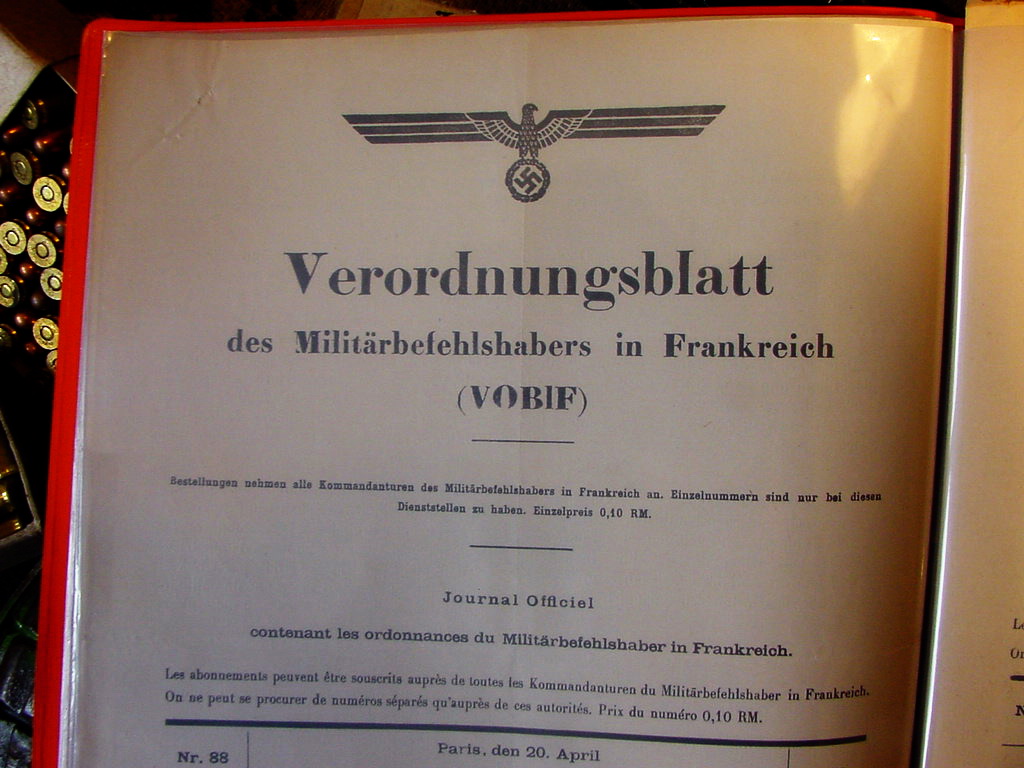 Verordnungsblatt
des Militärbefehlshabers in Frankreich
(VOBlF)
Bestellungen nehmen alle Kommandanturen des Militärbefehlshabers in Frankreich an. Einzelnummern sind nur bei diesen
Dienststellen zu haben. Einzelpreis 0,10 RM.
Journal Officiel
contenant les ordonnances du Militärbefehlshaber in Frankreich.
Les abonnements peuvent être souscrits auprès de toutes les Kommandanturen du Militärbefehlshaber in Frankreich.
On ne peut se procurer de numéros séparés qu'auprès de ces autorités. Prix du numéro 0,10 RM.
Nr. 88
Paris, den 20. April